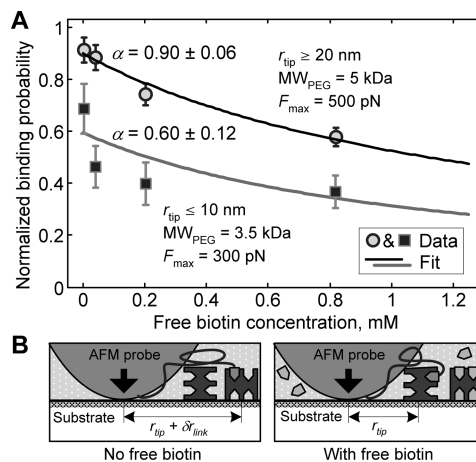 A
Normalized binding probability
1
0.8
0.6
0.4
0.2
0
α = 0.90 ± 0.06
r_tip ≥ 20 nm
MW_PEG = 5 kDa
F_max = 500 pN
α = 0.60 ± 0.12
r_tip ≤ 10 nm
MW_PEG = 3.5 kDa
F_max = 300 pN
& Data
Fit
0 0.2 0.4 0.6 0.8 1 1.2
Free biotin concentration, mM
B
AFM probe
Substrate
r_tip + δr_link
No free biotin
AFM probe
Substrate
r_tip
With free biotin